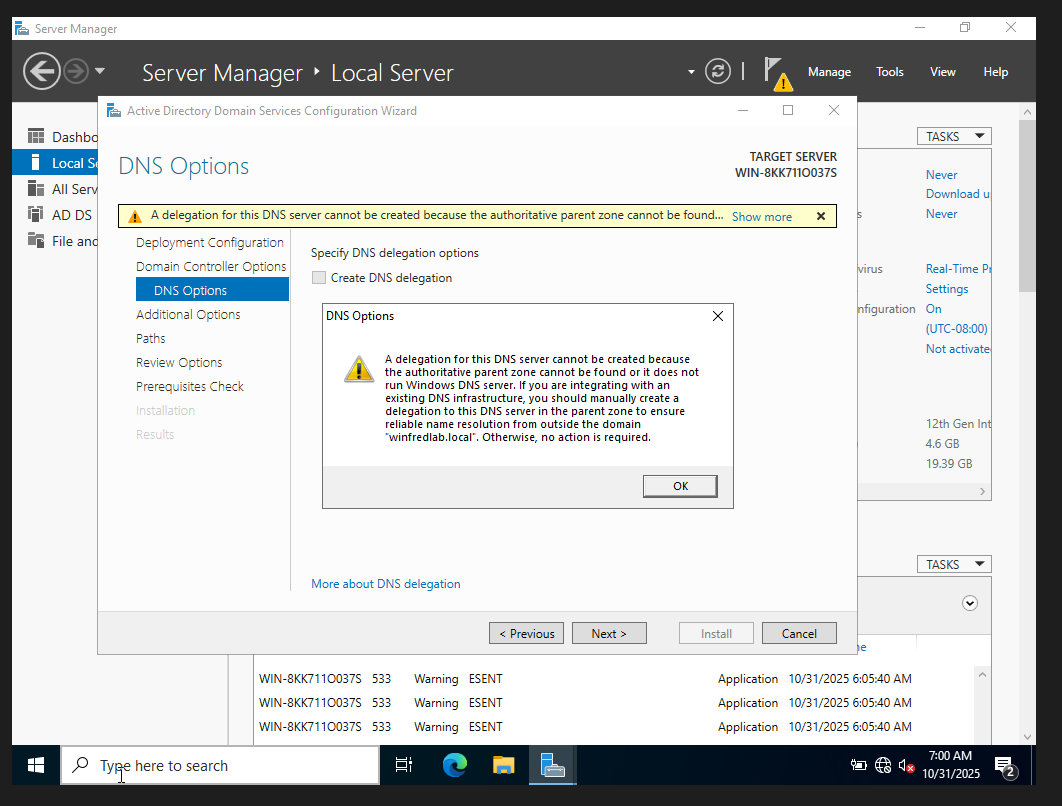 Server Manager
Server Manager Local Server
Manage Tools View Help
Dashbo
Local Se
All Serv
AD DS
File and
Active Directory Domain Services Configuration Wizard
DNS Options
TARGET SERVER
WIN-8KK711O037S
A delegation for this DNS server cannot be created because the authoritative parent zone cannot be found... Show more
Deployment Configuration
Domain Controller Options
DNS Options
Additional Options
Paths
Review Options
Prerequisites Check
Installation
Results
Specify DNS delegation options
Create DNS delegation
DNS Options
A delegation for this DNS server cannot be created because
the authoritative parent zone cannot be found or it does not
run Windows DNS server. If you are integrating with an
existing DNS infrastructure, you should manually create a
delegation to this DNS server in the parent zone to ensure
reliable name resolution from outside the domain
"winfredlab.local". Otherwise, no action is required.
OK
More about DNS delegation
< Previous Next > Install Cancel
TASKS
Never
Download u
s Never
virus Real-Time Pr
Settings
nfiguration On
(UTC-08:00)
Not activate
12th Gen Int
4.6 GB
19.39 GB
TASKS
ne
WIN-8KK711O037S 533 Warning ESENT Application 10/31/2025 6:05:40 AM
WIN-8KK711O037S 533 Warning ESENT Application 10/31/2025 6:05:40 AM
WIN-8KK711O037S 533 Warning ESENT Application 10/31/2025 6:05:40 AM
Type here to search
7:00 AM
10/31/2025
2